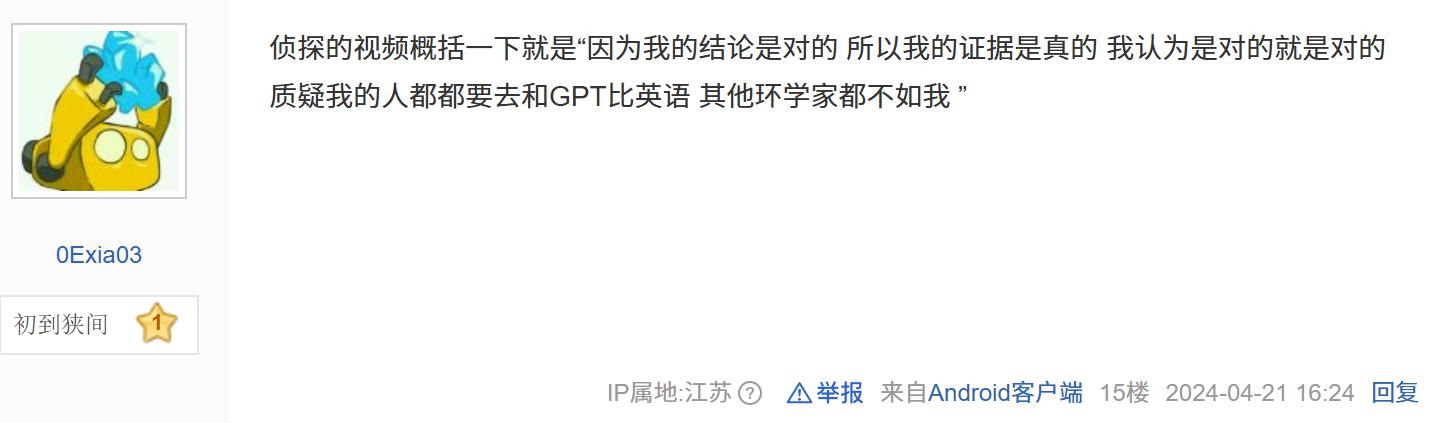 侦探的视频概括一下就是“因为我的结论是对的 所以我的证据是真的 我认为是对的就是对的
质疑我的人都都要去和GPT比英语 其他环学家都不如我 ”
0Exia03
初到狭间 1
IP属地:江苏 ? 举报 来自Android客户端 15楼 2024-04-21 16:24 回复